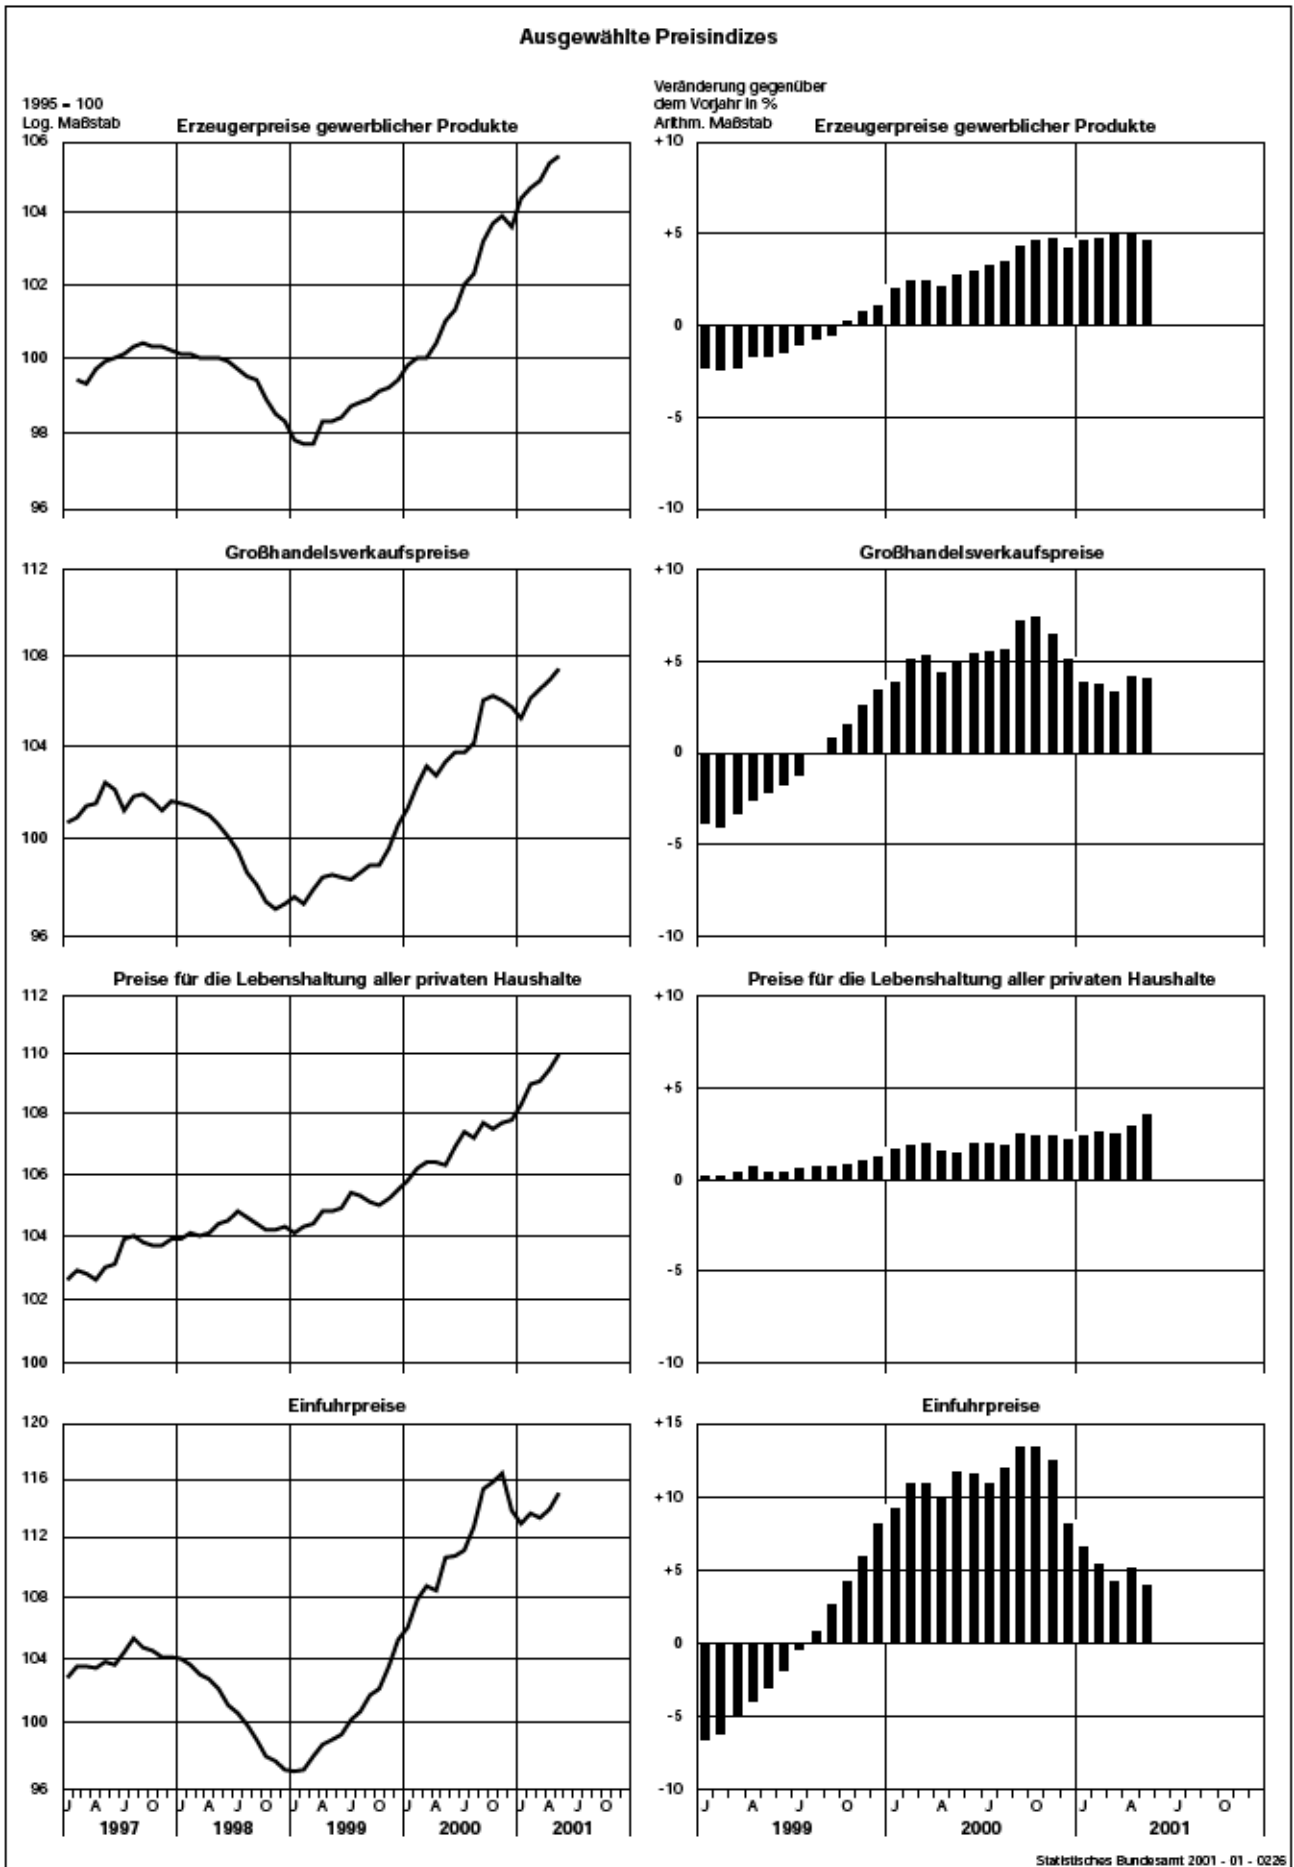 Ausgewählte Preisindizes
1995 = 100
Log. Maßstab
Veränderung gegenüber
dem Vorjahr in %
Arithm. Maßstab
Erzeugerpreise gewerblicher Produkte
106
104
102
100
98
96
Erzeugerpreise gewerblicher Produkte
+10
+5
0
-5
-10
Großhandelsverkaufspreise
112
108
104
100
96
Großhandelsverkaufspreise
+10
+5
0
-5
-10
Preise für die Lebenshaltung aller privaten Haushalte
112
110
108
106
104
102
100
Preise für die Lebenshaltung aller privaten Haushalte
+10
+5
0
-5
-10
Einfuhrpreise
120
116
112
108
104
100
96
J A J O J A J O J A J O J A J O J A J O
1997 1998 1999 2000 2001
Einfuhrpreise
+15
+10
+5
0
-5
-10
J A J O J A J O J A J O
1999 2000 2001
Statistisches Bundesamt 2001 - 01 - 0226